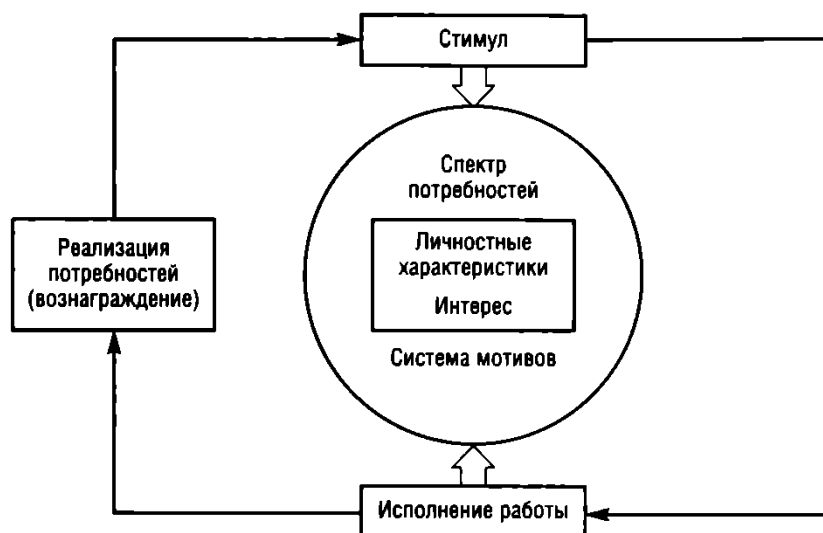 Стимул
Спектр
потребностей
Личностные
характеристики
Интерес
Система мотивов
Реализация
потребностей
(вознаграждение)
Исполнение работы